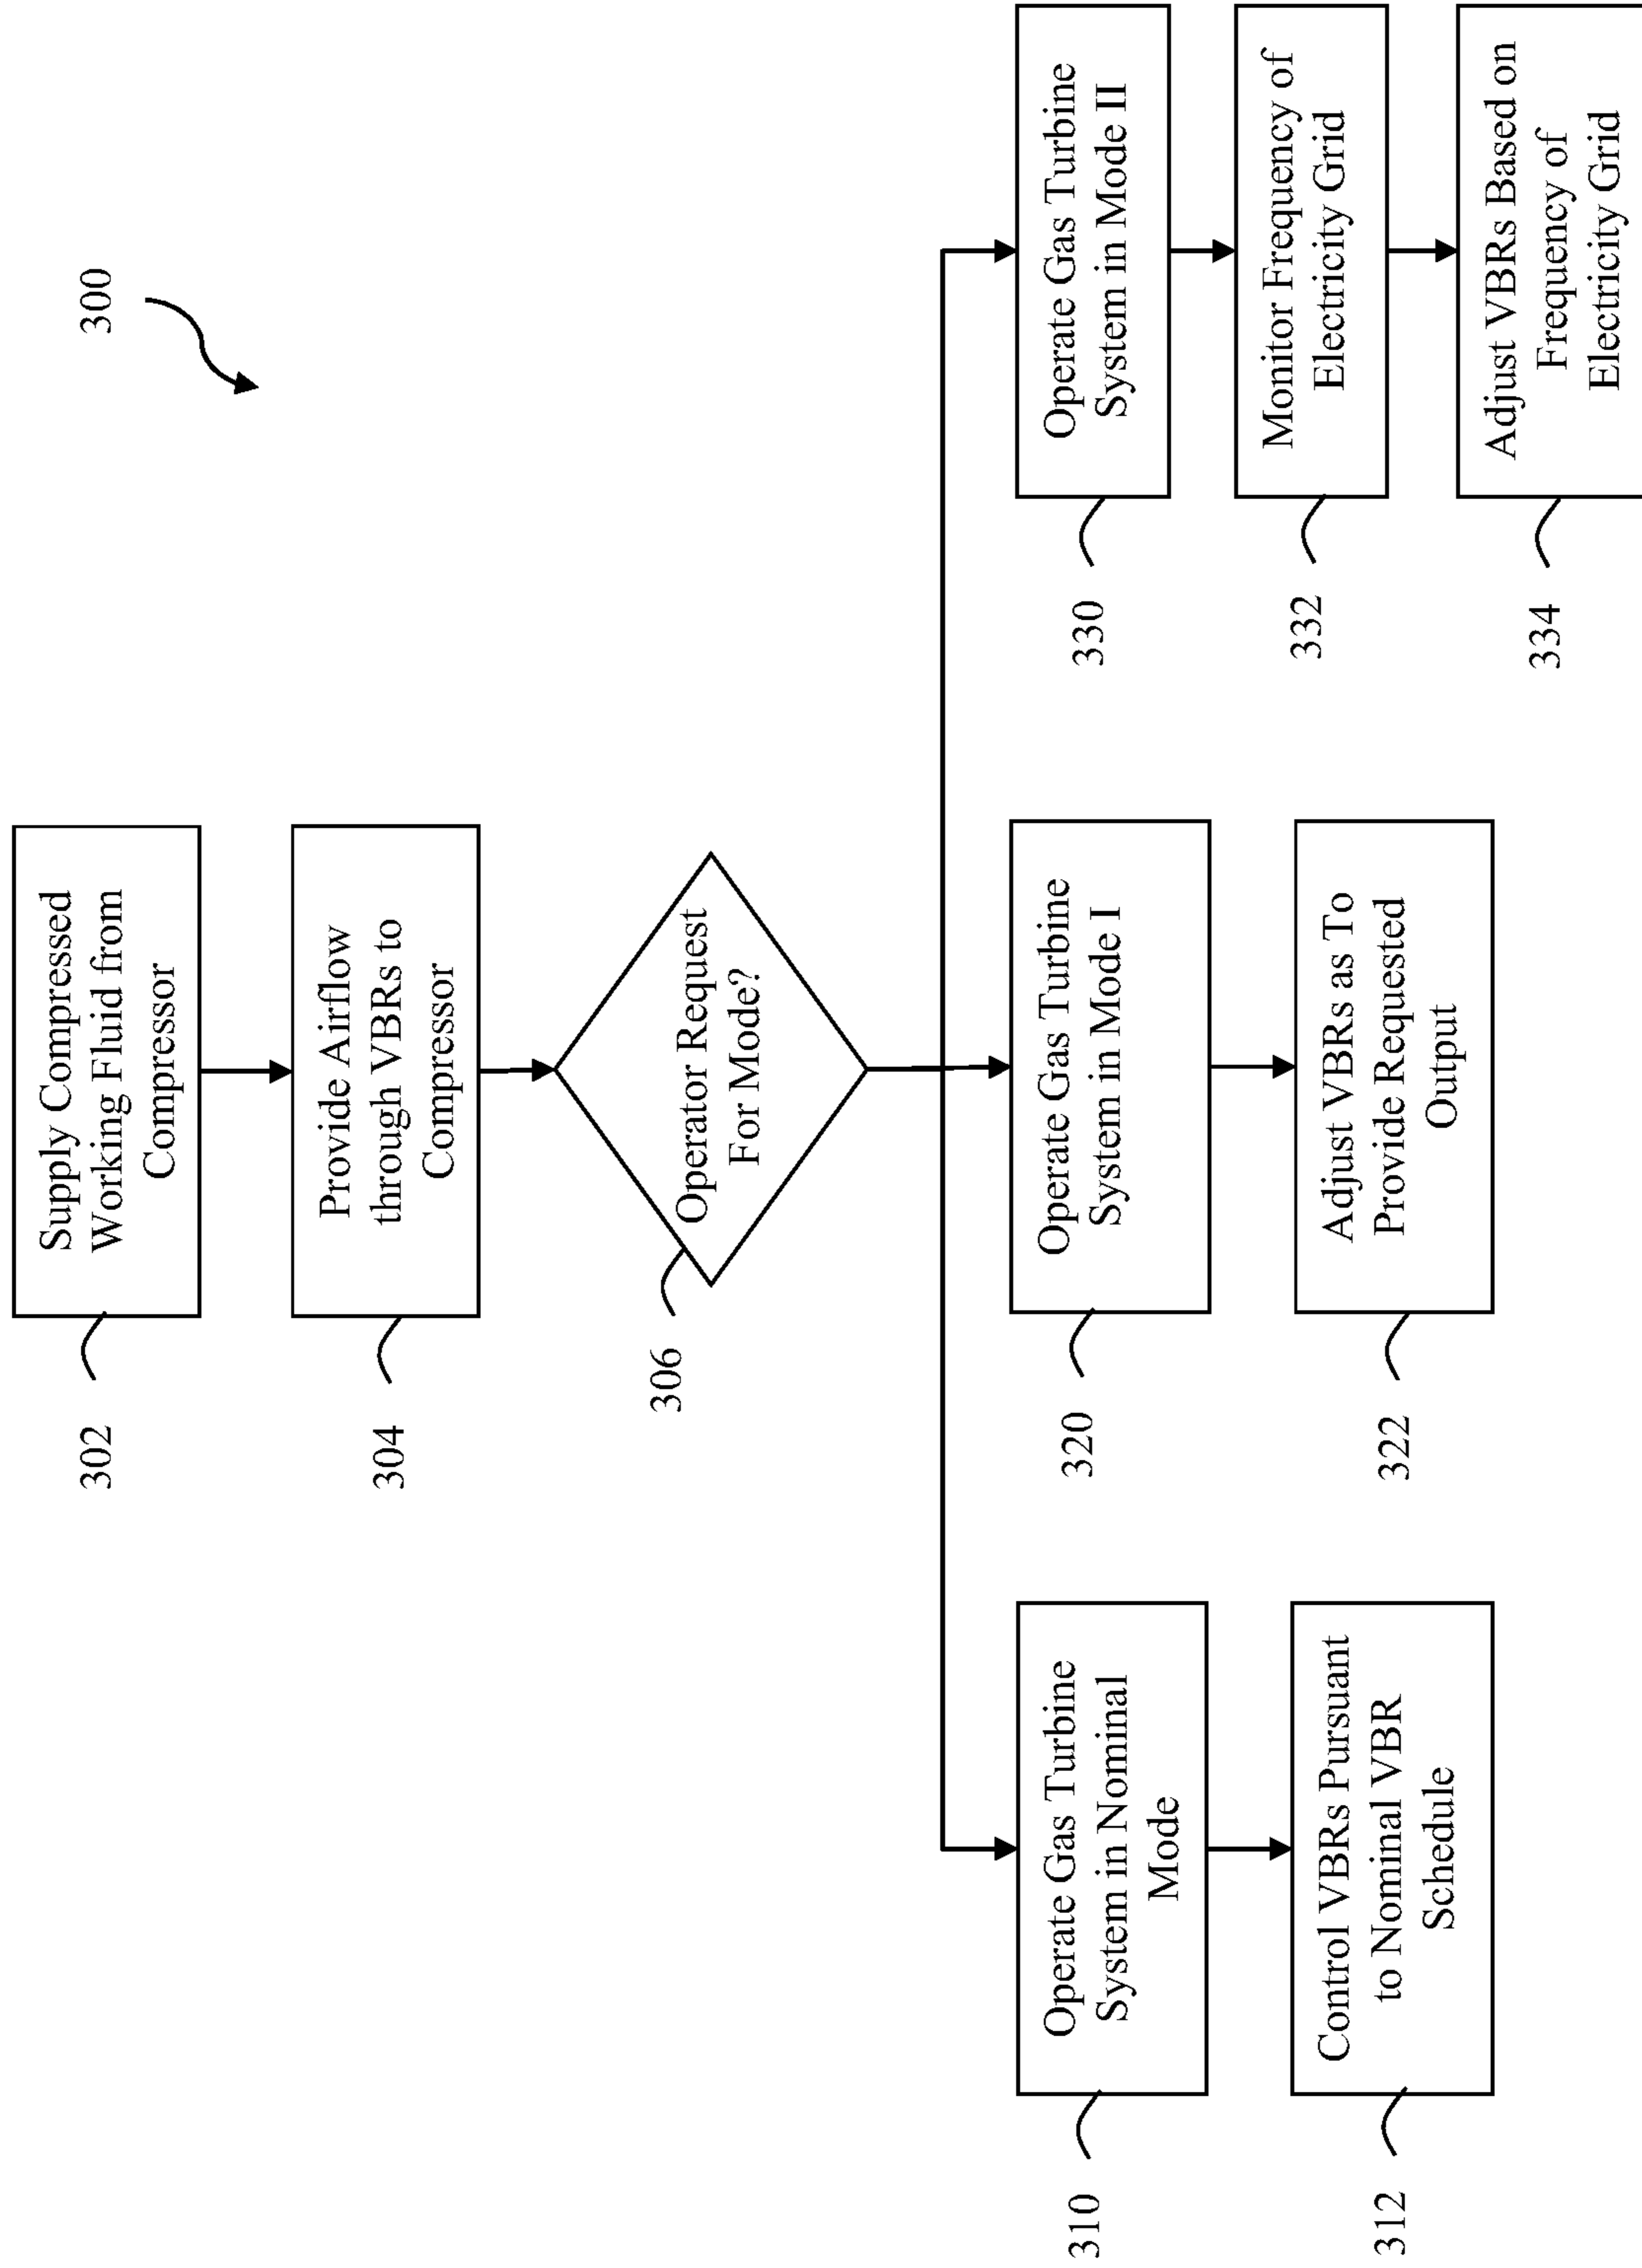 300
302
Supply Compressed
Working Fluid from
Compressor
304
Provide Airflow
through VBRs to
Compressor
306
Operator Request
For Mode?
310
Operate Gas Turbine
System in Nominal
Mode
312
Control VBRs Pursuant
to Nominal VBR
Schedule
320
Operate Gas Turbine
System in Mode I
322
Adjust VBRs as To
Provide Requested
Output
330
Operate Gas Turbine
System in Mode II
332
Monitor Frequency of
Electricity Grid
334
Adjust VBRs Based on
Frequency of
Electricity Grid